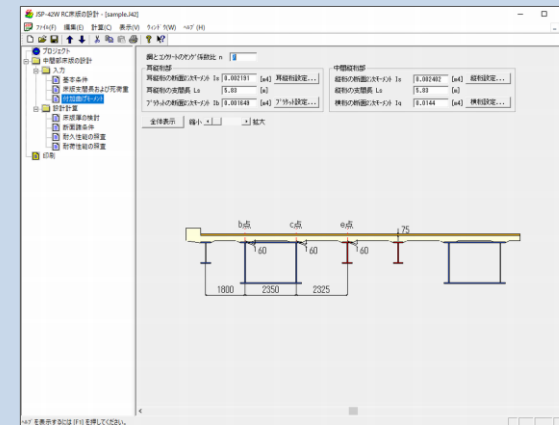 JSP-42W RC床版の設計 - [sample.J42]
ファイル(F) 編集(E) 計算(C) 表示(V) ウィンドウ(W) ヘルプ(H)
プロジェクト
中間部床版の設計
入力
基本条件
床版支間長および死荷重
付加曲げモーメント
設計計算
床版厚の検討
断面諸条件
耐久性能の照査
耐荷性能の照査
印刷
鋼とコンクリートのヤング係数比 n
耳縦桁部
耳縦桁の断面二次モーメント Is 0.002191 [m4] 耳縦桁設定...
耳縦桁の支間長 Ls 5.03 [m]
ブラケットの断面二次モーメント Ib 0.001649 [m4] ブラケット設定...
中間縦桁部
縦桁の断面二次モーメント Is 0.002402 [m4] 縦桁設定...
縦桁の支間長 Ls 5.03 [m]
横桁の断面二次モーメント Iq 0.0144 [m4] 横桁設定...
全体表示 縮小 拡大
b点 c点 e点 75
60 60 60
1800 2350 2325
ヘルプを表示するには [F1] を押してください。